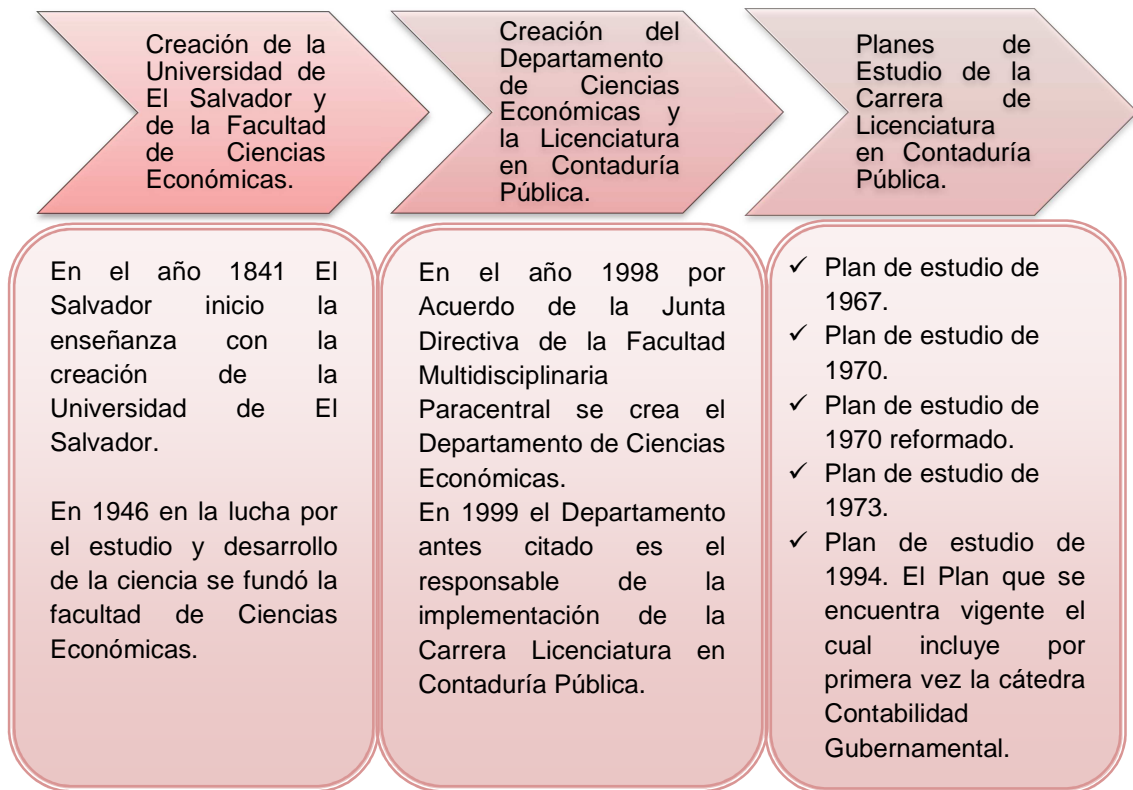 Creación de la
Universidad de
El Salvador y
de la Facultad
de Ciencias
Económicas.
En el año 1841 El
Salvador inicio la
enseñanza con la
creación de la
Universidad de El
Salvador.
En 1946 en la lucha por
el estudio y desarrollo
de la ciencia se fundó la
facultad de Ciencias
Económicas.
Creación del
Departamento
de Ciencias
Económicas y
la Licenciatura
en Contaduría
Pública.
En el año 1998 por
Acuerdo de la Junta
Directiva de la Facultad
Multidisciplinaria
Paracentral se crea el
Departamento de Ciencias
Económicas.
En 1999 el Departamento
antes citado es el
responsable de la
implementación de la
Carrera Licenciatura en
Contaduría Pública.
Planes de
Estudio de la
Carrera de
Licenciatura
en Contaduría
Pública.
✓ Plan de estudio de
1967.
✓ Plan de estudio de
1970.
✓ Plan de estudio de
1970 reformado.
✓ Plan de estudio de
1973.
✓ Plan de estudio de
1994. El Plan que se
encuentra vigente el
cual incluye por
primera vez la cátedra
Contabilidad
Gubernamental.